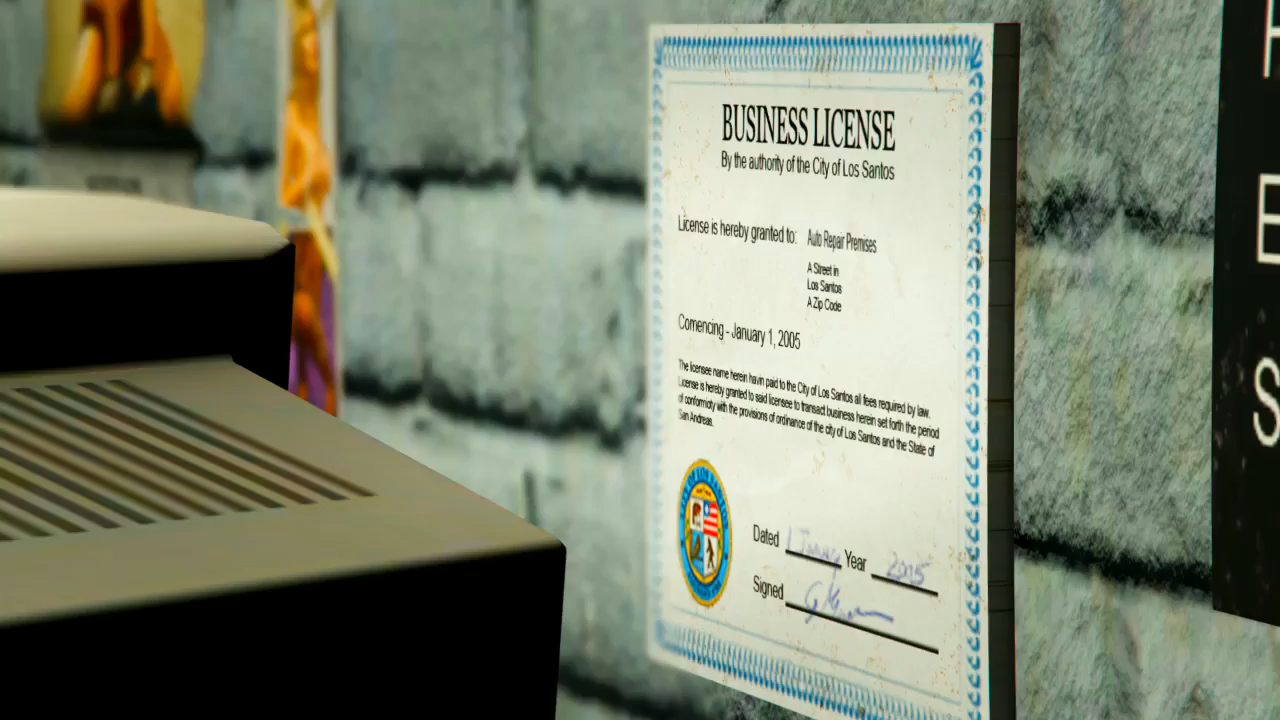 BUSINESS LICENSE
By the authority of the City of Los Santos
License is hereby granted to: Auto Repair Premises
A Street in
Los Santos
A Zip Code
Comencing - January 1, 2005
The licensee name herein havin paid to the City of Los Santos all fees required by law.
License is hereby granted to said licensee to transact business herein set forth the period
of conformidy with the provisions of ordinance of the city of Los Santos and the State of
San Andreas.
Dated 1 January Year 2005
Signed
E
S